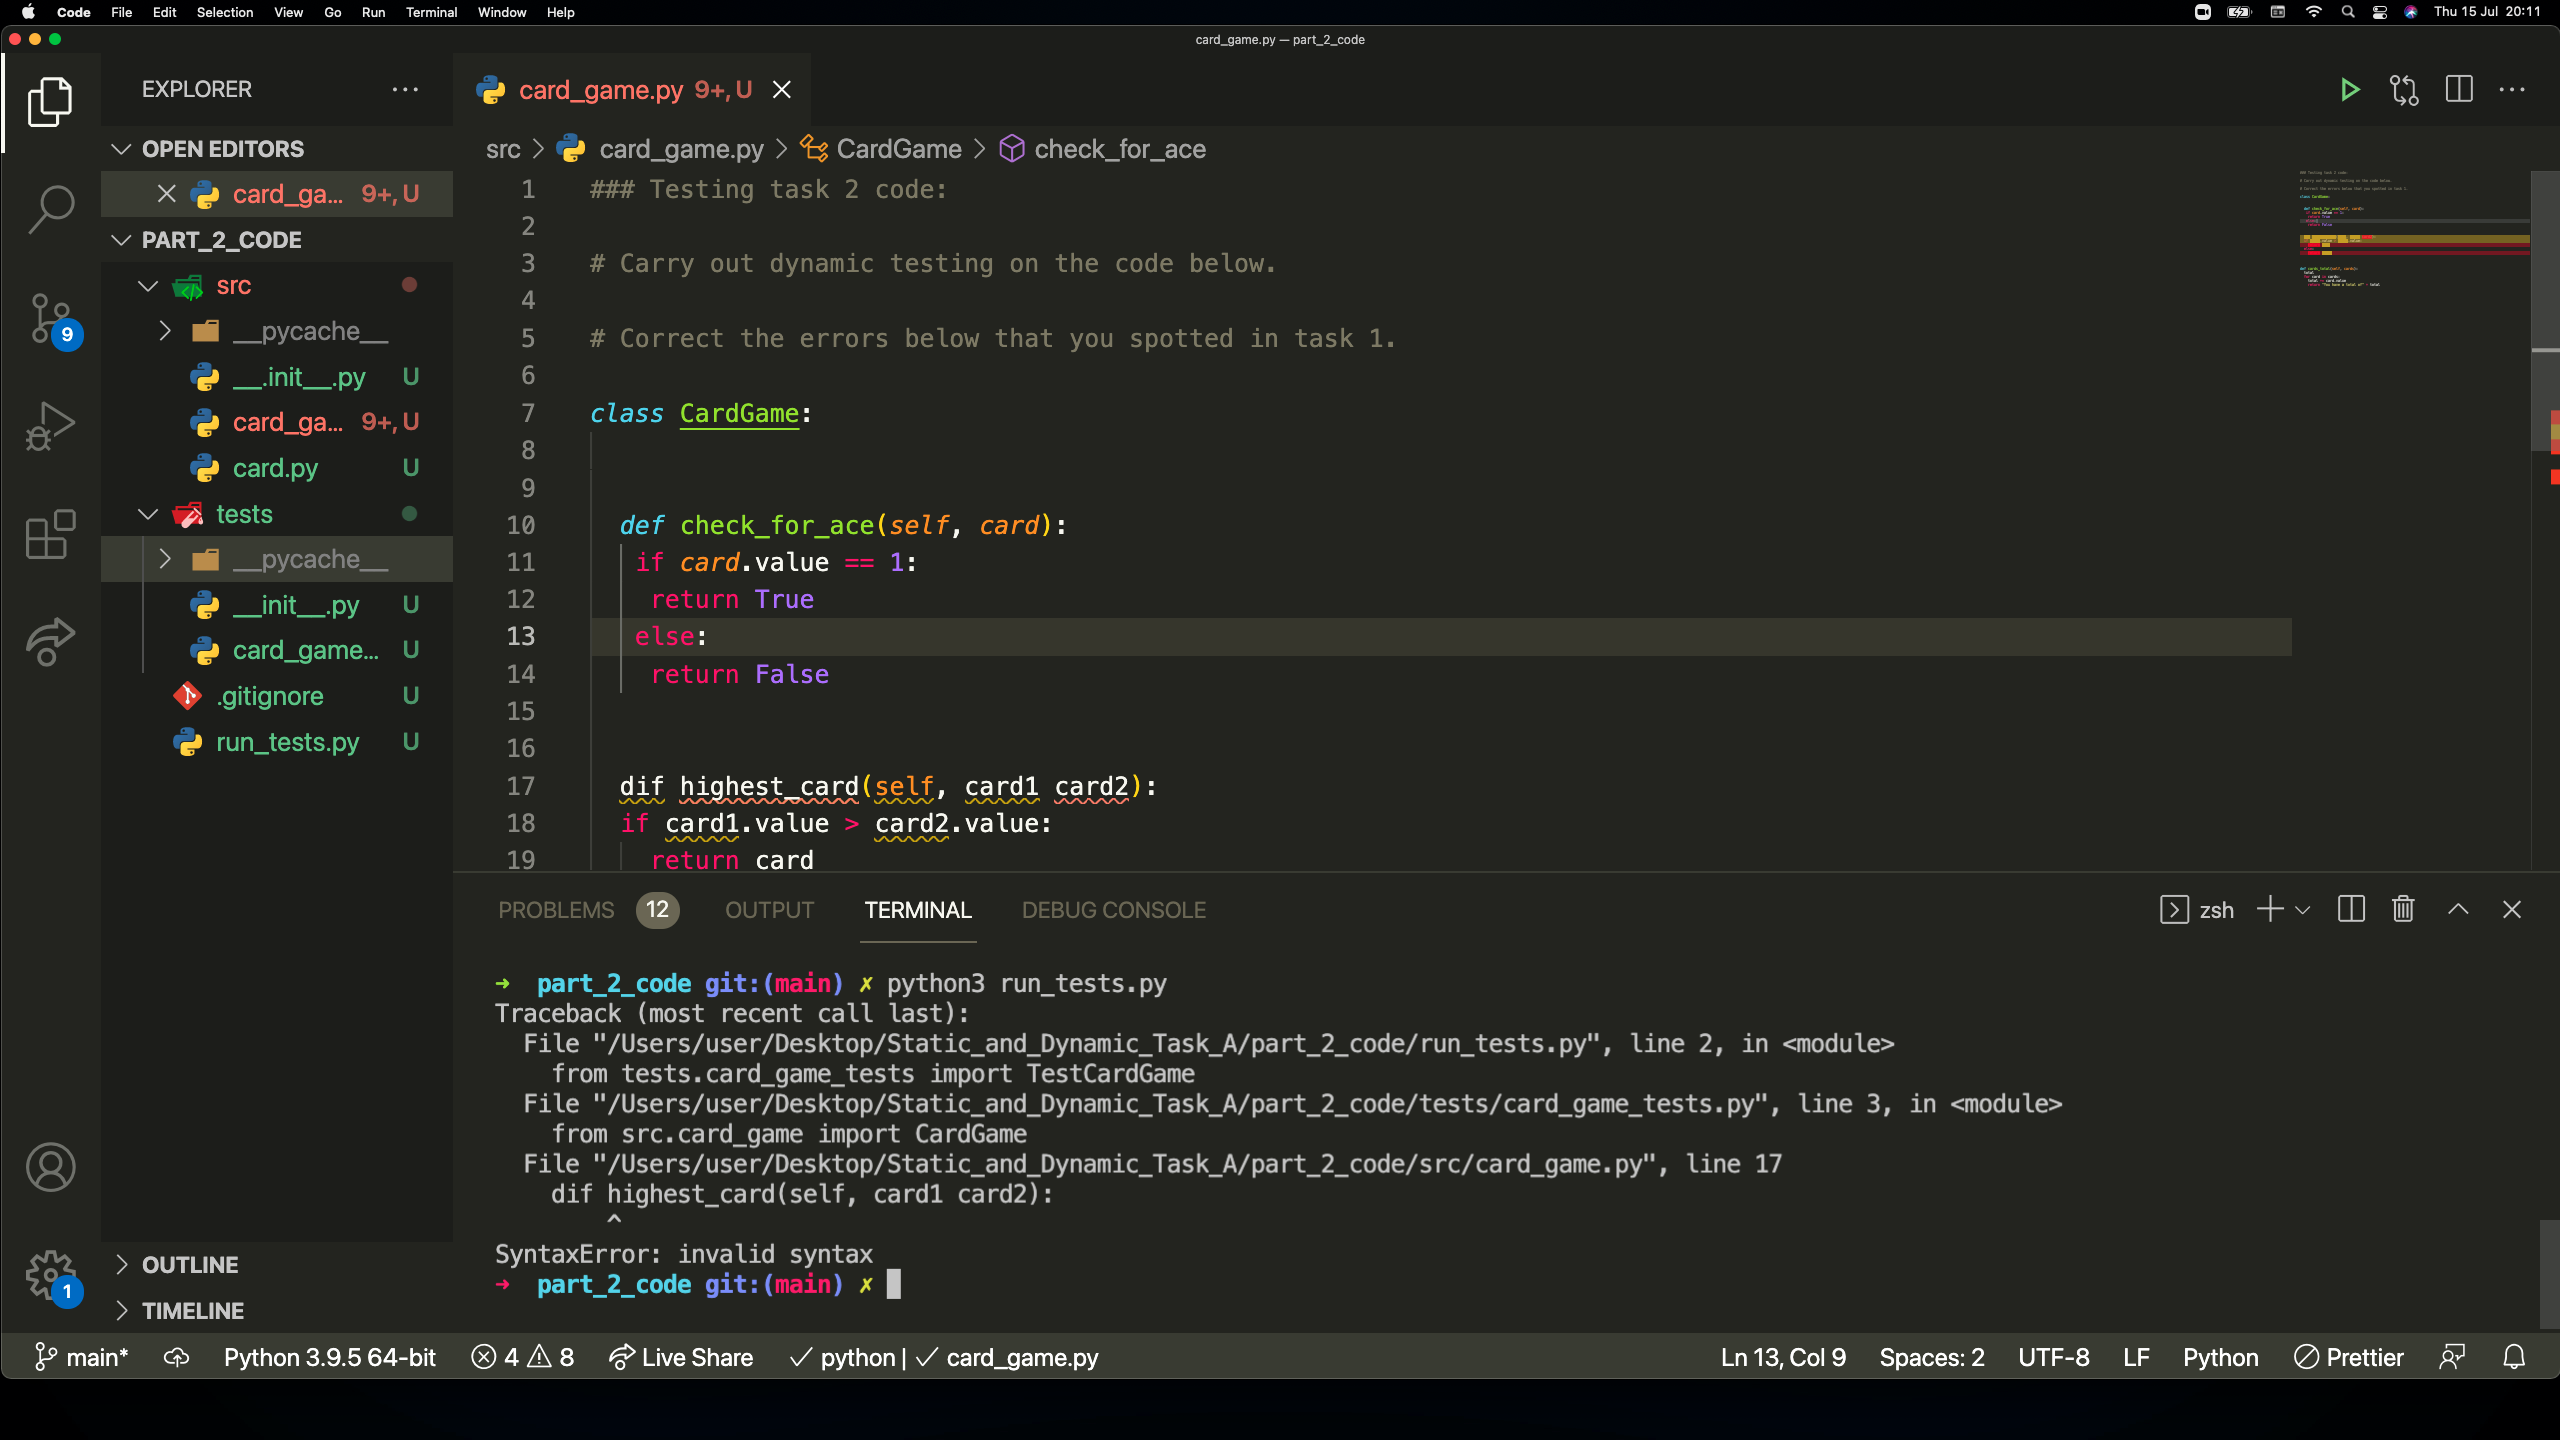 Code File Edit Selection View Go Run Terminal Window Help Thu 15 Jul 20:11
card_game.py — part_2_code
EXPLORER
OPEN EDITORS
card_ga... 9+, U
PART_2_CODE
src
__pycache__
__.init__.py U
card_ga... 9+, U
card.py U
tests
__pycache__
__init__.py U
card_game... U
.gitignore U
run_tests.py U
OUTLINE
TIMELINE
9
1
card_game.py 9+, U
src > card_game.py > CardGame > check_for_ace
1 ### Testing task 2 code:
2
3 # Carry out dynamic testing on the code below.
4
5 # Correct the errors below that you spotted in task 1.
6
7 class CardGame:
8
9
10 def check_for_ace(self, card):
11 if card.value == 1:
12 return True
13 else:
14 return False
15
16
17 dif highest_card(self, card1 card2):
18 if card1.value > card2.value:
19 return card
PROBLEMS 12 OUTPUT TERMINAL DEBUG CONSOLE zsh
➜ part_2_code git:(main) ✗ python3 run_tests.py
Traceback (most recent call last):
File "/Users/user/Desktop/Static_and_Dynamic_Task_A/part_2_code/run_tests.py", line 2, in <module>
from tests.card_game_tests import TestCardGame
File "/Users/user/Desktop/Static_and_Dynamic_Task_A/part_2_code/tests/card_game_tests.py", line 3, in <module>
from src.card_game import CardGame
File "/Users/user/Desktop/Static_and_Dynamic_Task_A/part_2_code/src/card_game.py", line 17
dif highest_card(self, card1 card2):
^
SyntaxError: invalid syntax
➜ part_2_code git:(main) ✗
main* Python 3.9.5 64-bit 4 8 Live Share ✓ python | ✓ card_game.py Ln 13, Col 9 Spaces: 2 UTF-8 LF Python Prettier